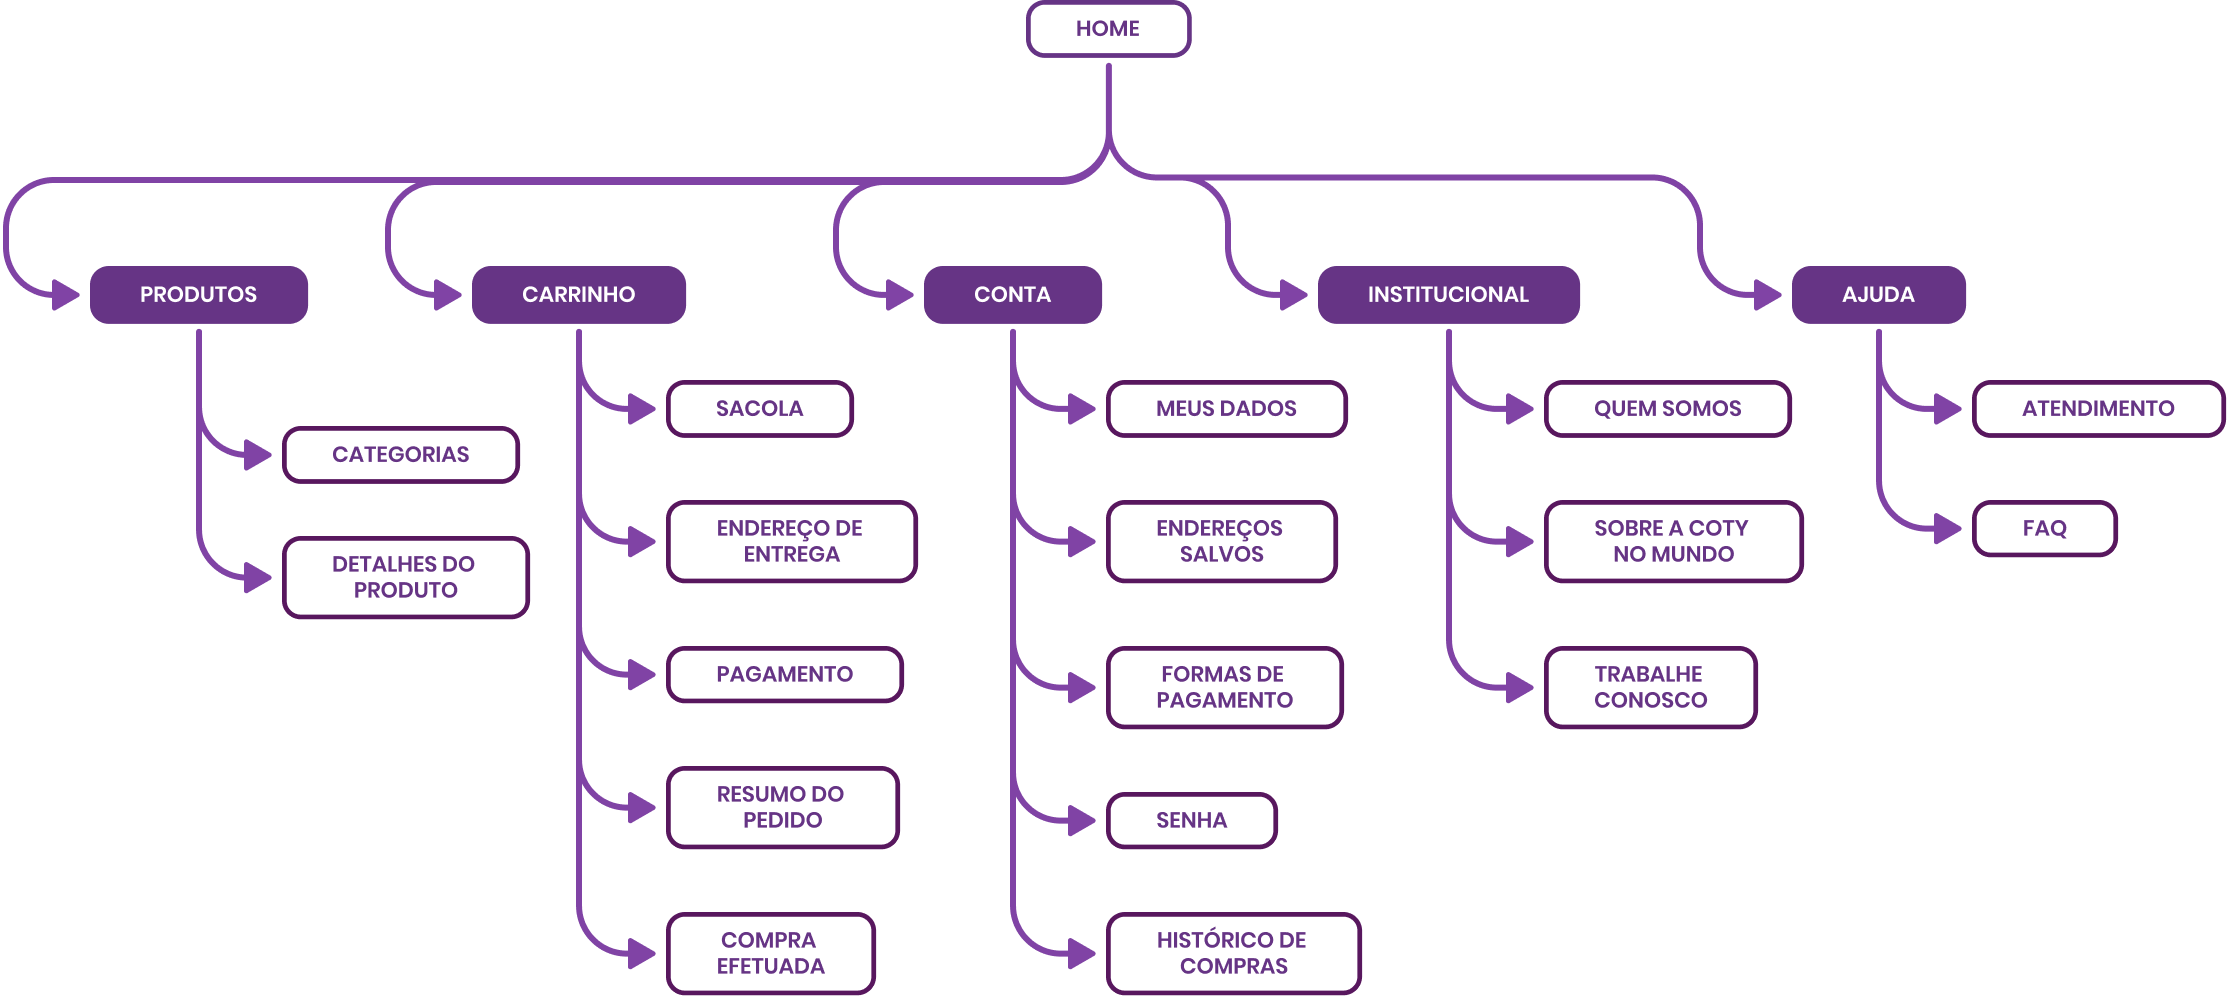 HOME
PRODUTOS
CATEGORIAS
DETALHES DO
PRODUTO
CARRINHO
SACOLA
ENDEREÇO DE
ENTREGA
PAGAMENTO
RESUMO DO
PEDIDO
COMPRA
EFETUADA
CONTA
MEUS DADOS
ENDEREÇOS
SALVOS
FORMAS DE
PAGAMENTO
SENHA
HISTÓRICO DE
COMPRAS
INSTITUCIONAL
QUEM SOMOS
SOBRE A COTY
NO MUNDO
TRABALHE
CONOSCO
AJUDA
ATENDIMENTO
FAQ